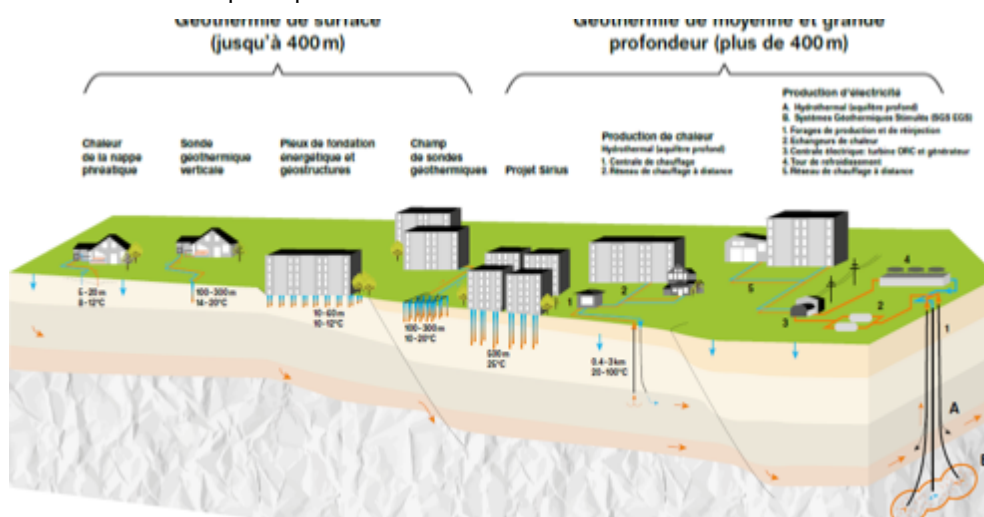 Géothermie de surface
(jusqu'à 400 m)
Géothermie de moyenne et grande
profondeur (plus de 400 m)
Chaleur
de la nappe
phréatique
Sonde
géothermique
verticale
Pieux de fondation
énergétique et
géostructures
Champ
de sondes
géothermiques
Projet Sirius
Production de chaleur
Hydrothermal (aquifère profond)
1. Centrale de chauffage
2. Réseau de chauffage à distance
Production d'électricité
A. Hydrothermal (aquifère profond)
B. Systèmes Géothermiques Stimulés (SGS EGS)
1. Forages de production et de réinjection
2. Echangeurs de chaleur
3. Centrale électrique: turbine ORC et générateur
4. Tour de refroidissement
5. Réseau de chauffage à distance
5-20 m
8-12°C
100-300 m
14-20°C
10-60 m
10-12°C
100-300 m
10-20°C
25°C
1
2
0.4-3 km
20-100°C
5
3
4
2
1
A